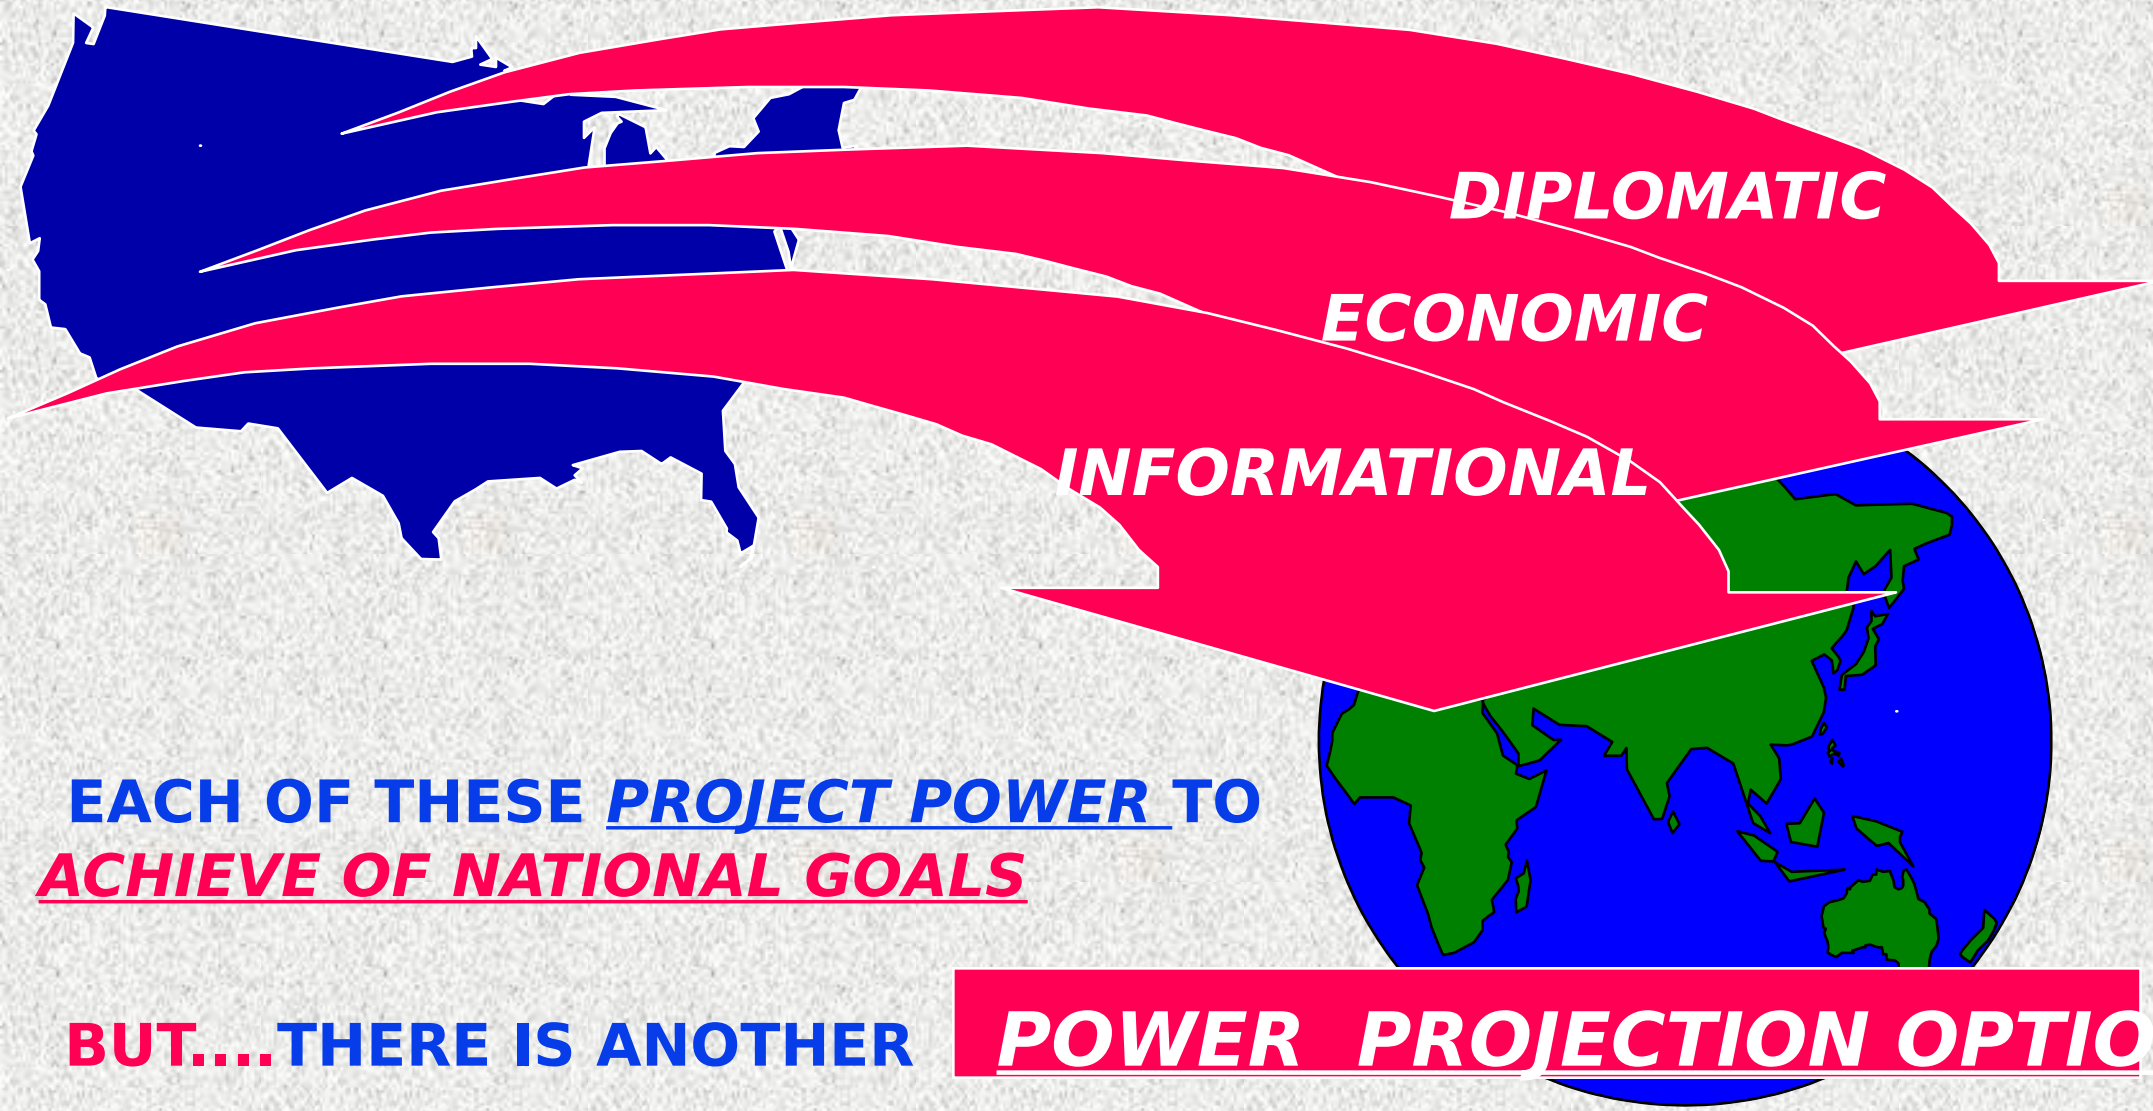 DIPLOMATIC
ECONOMIC
INFORMATIONAL
EACH OF THESE PROJECT POWER TO
ACHIEVE OF NATIONAL GOALS
BUT....THERE IS ANOTHER POWER PROJECTION OPTIO